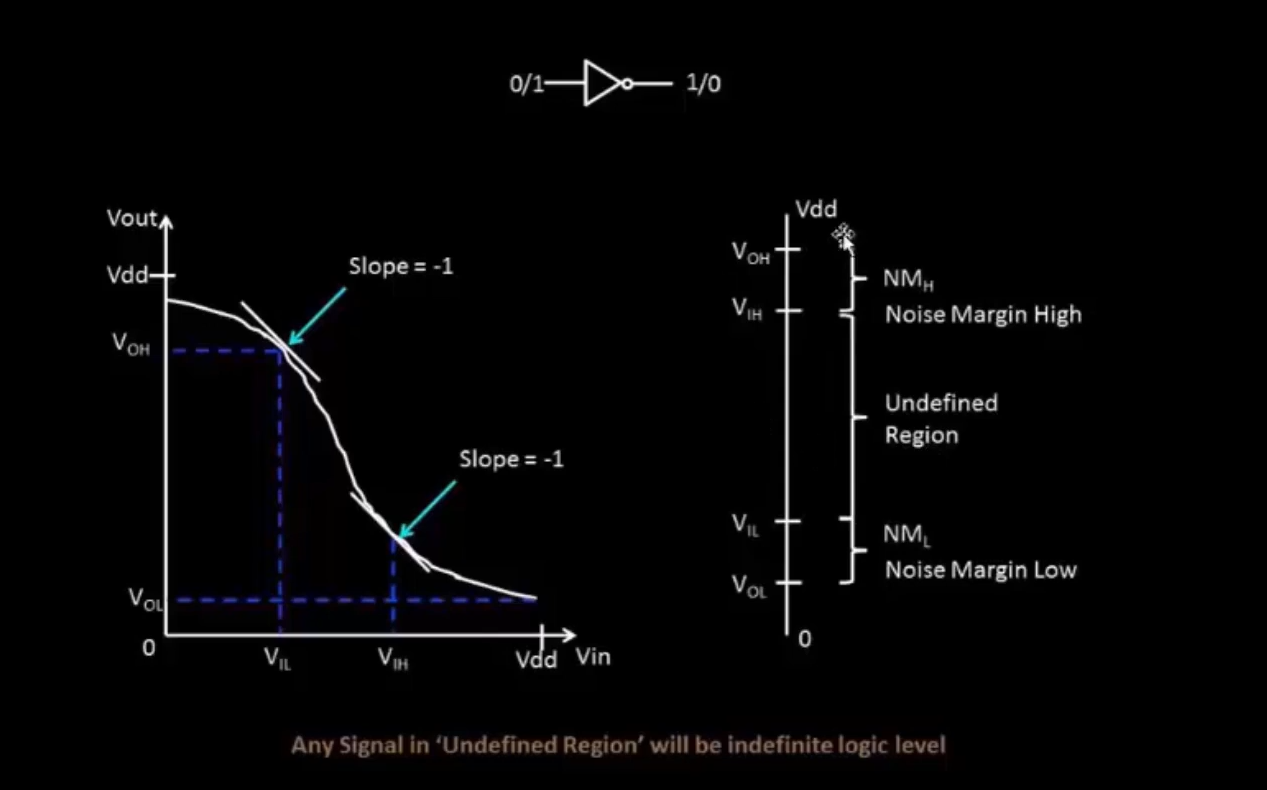 0/1 1/0
Vout
Vdd
Slope = -1
VOH
Slope = -1
VOL
0
VIL
VIH
Vdd
Vin
Vdd
VOH
NMH
VIH
Noise Margin High
Undefined
Region
VIL
NML
Noise Margin Low
VOL
0
Any Signal in ‘Undefined Region’ will be indefinite logic level